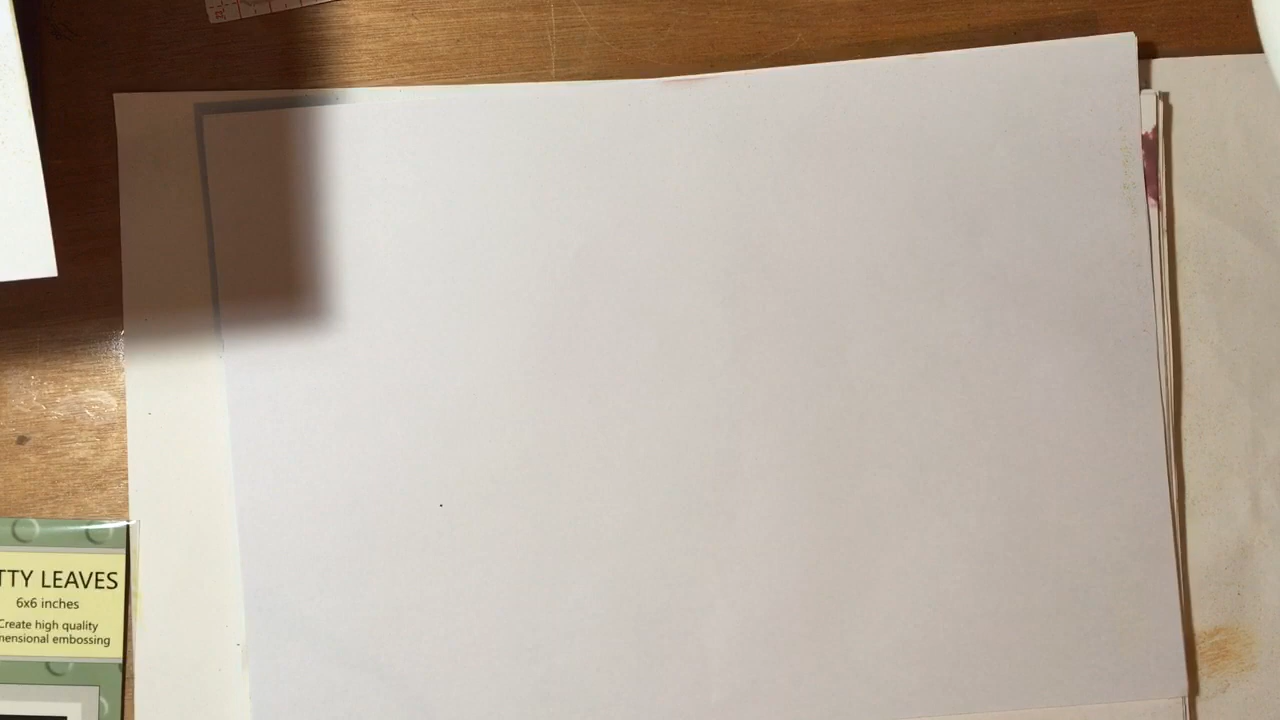 TTY LEAVES
6x6 inches
Create high quality
mensional embossing